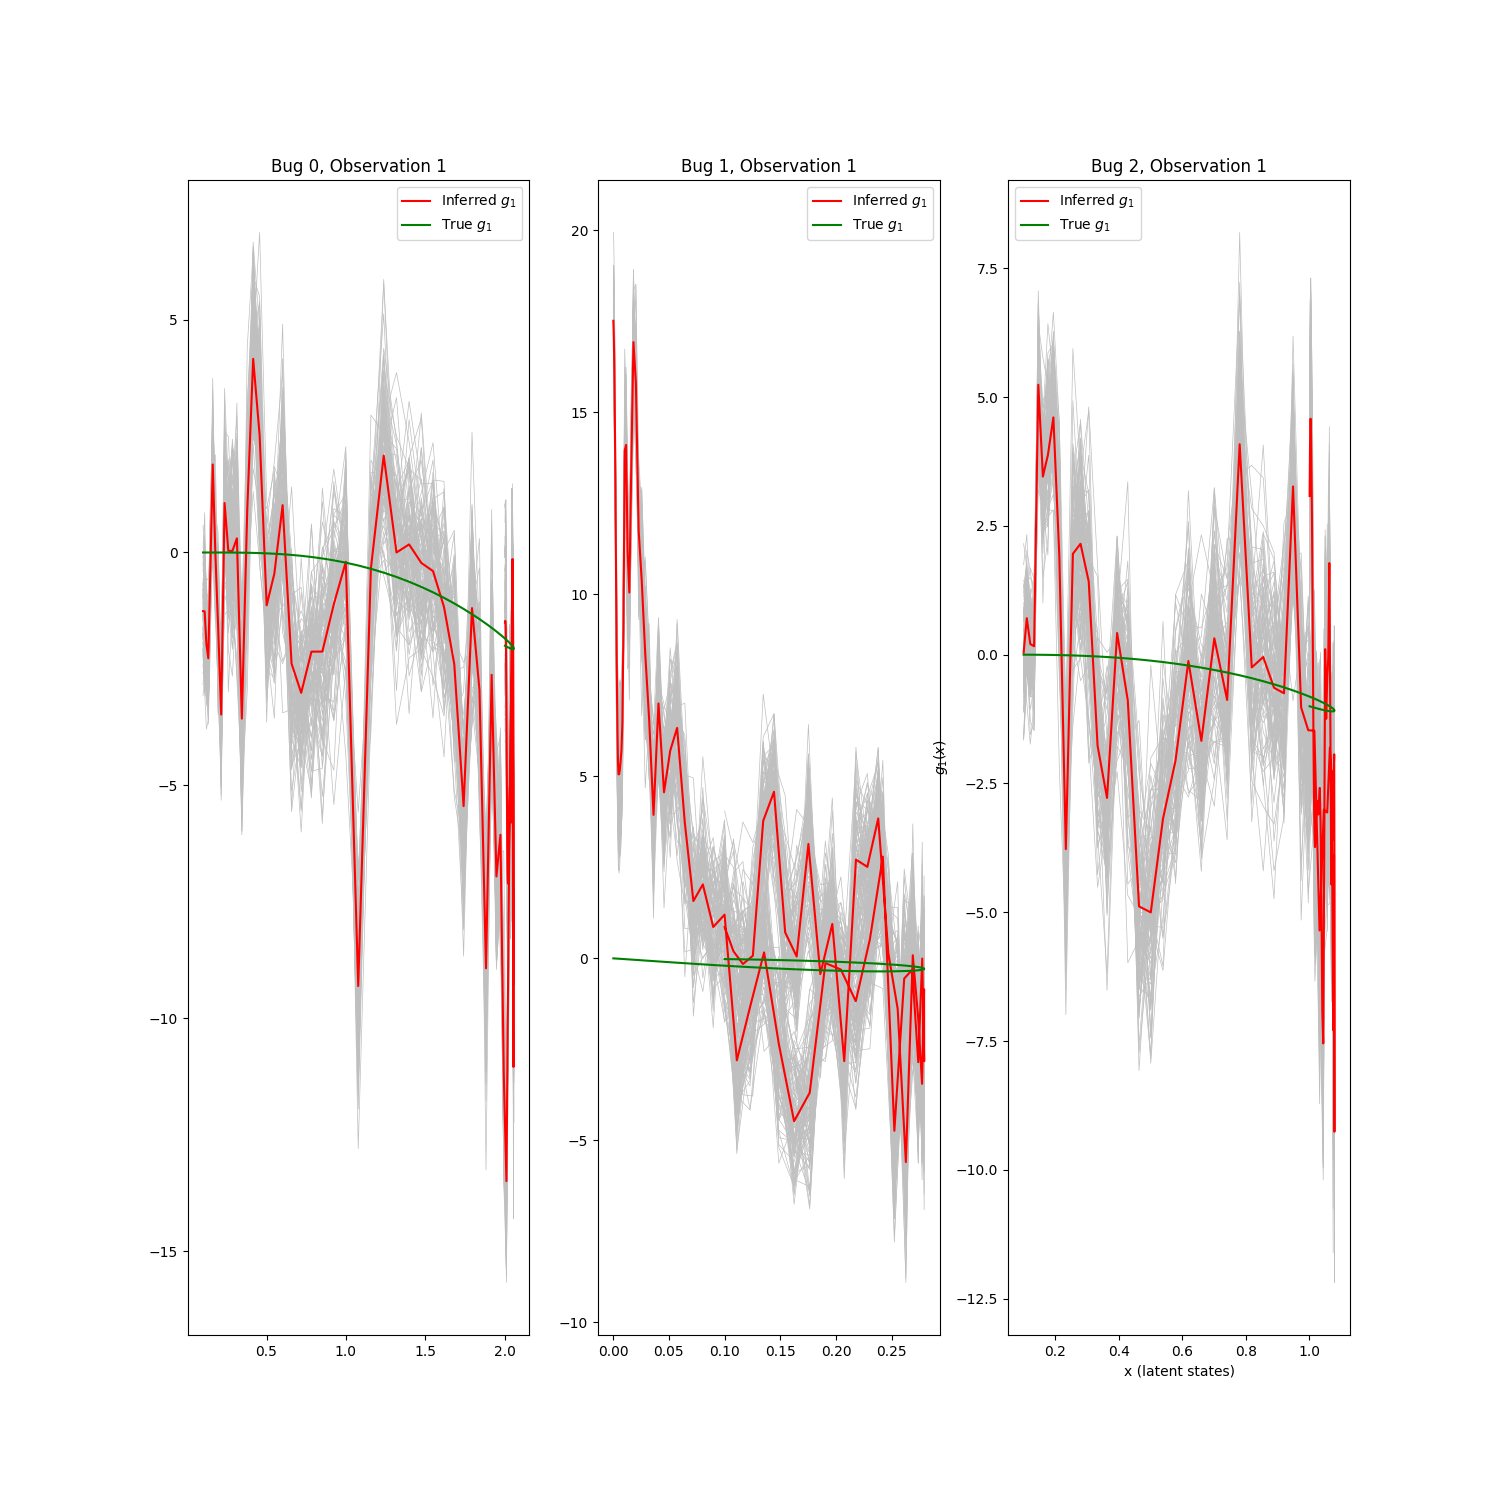 Bug 0, Observation 1
Inferred g₁
True g₁
5
0
−5
−10
−15
0.5 1.0 1.5 2.0
Bug 1, Observation 1
Inferred g₁
True g₁
20
15
10
5
0
−5
−10
0.00 0.05 0.10 0.15 0.20 0.25
Bug 2, Observation 1
Inferred g₁
True g₁
g₁(x)
7.5
5.0
2.5
0.0
−2.5
−5.0
−7.5
−10.0
−12.5
0.2 0.4 0.6 0.8 1.0
x (latent states)